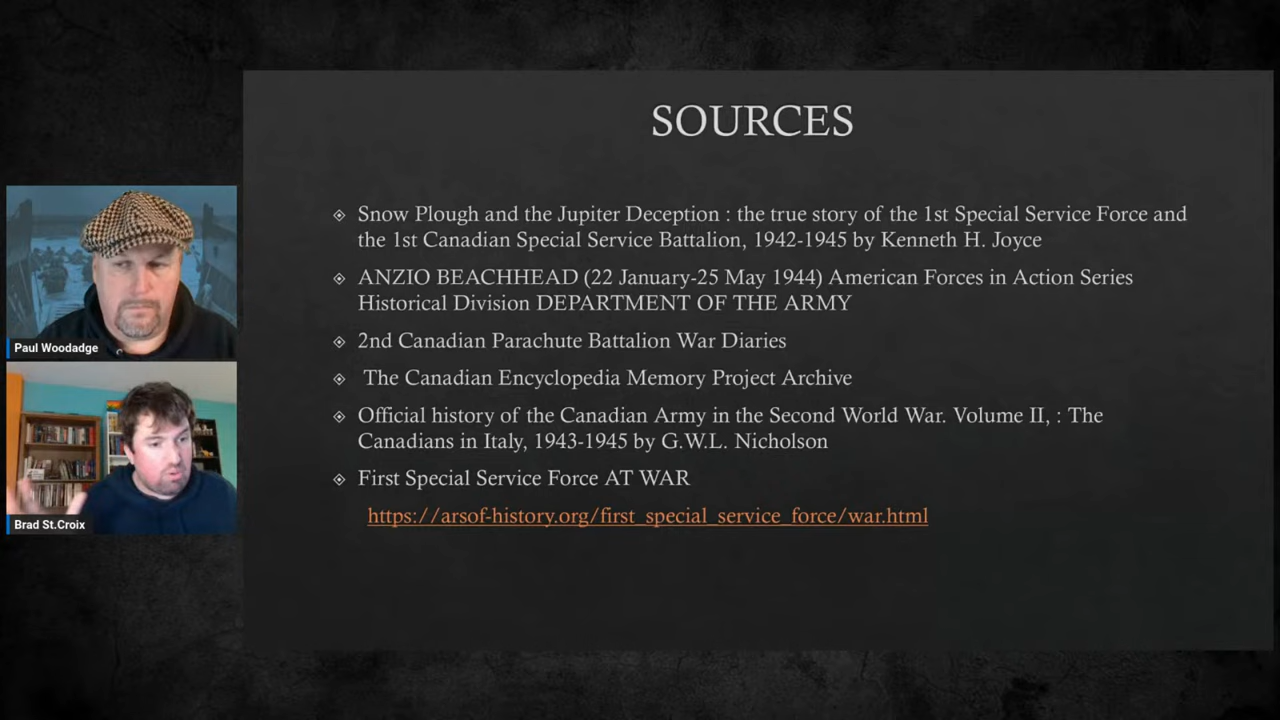 SOURCES
Snow Plough and the Jupiter Deception : the true story of the 1st Special Service Force and
the 1st Canadian Special Service Battalion, 1942-1945 by Kenneth H. Joyce
ANZIO BEACHHEAD (22 January-25 May 1944) American Forces in Action Series
Historical Division DEPARTMENT OF THE ARMY
2nd Canadian Parachute Battalion War Diaries
The Canadian Encyclopedia Memory Project Archive
Official history of the Canadian Army in the Second World War. Volume II, : The
Canadians in Italy, 1943-1945 by G.W.L. Nicholson
First Special Service Force AT WAR
https://arsof-history.org/first_special_service_force/war.html
Paul Woodadge
Brad St.Croix